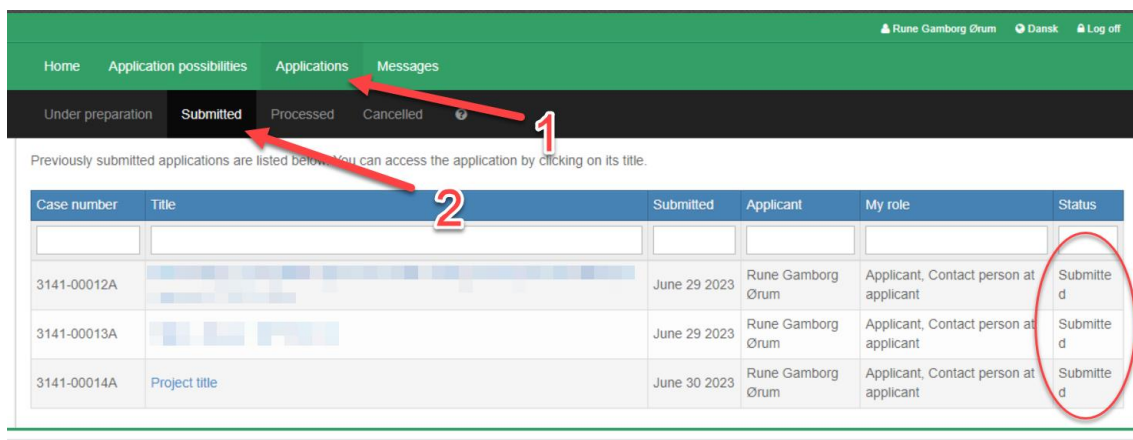 Rune Gamborg Ørum Dansk Log off
Home Application possibilities Applications Messages
Under preparation Submitted Processed Cancelled ?
1
Previously submitted applications are listed below. You can access the application by clicking on its title.
2
Case number Title Submitted Applicant My role Status
3141-00012A June 29 2023 Rune Gamborg Ørum Applicant, Contact person at applicant Submitte d
3141-00013A June 29 2023 Rune Gamborg Ørum Applicant, Contact person at applicant Submitte d
3141-00014A Project title June 30 2023 Rune Gamborg Ørum Applicant, Contact person at applicant Submitte d